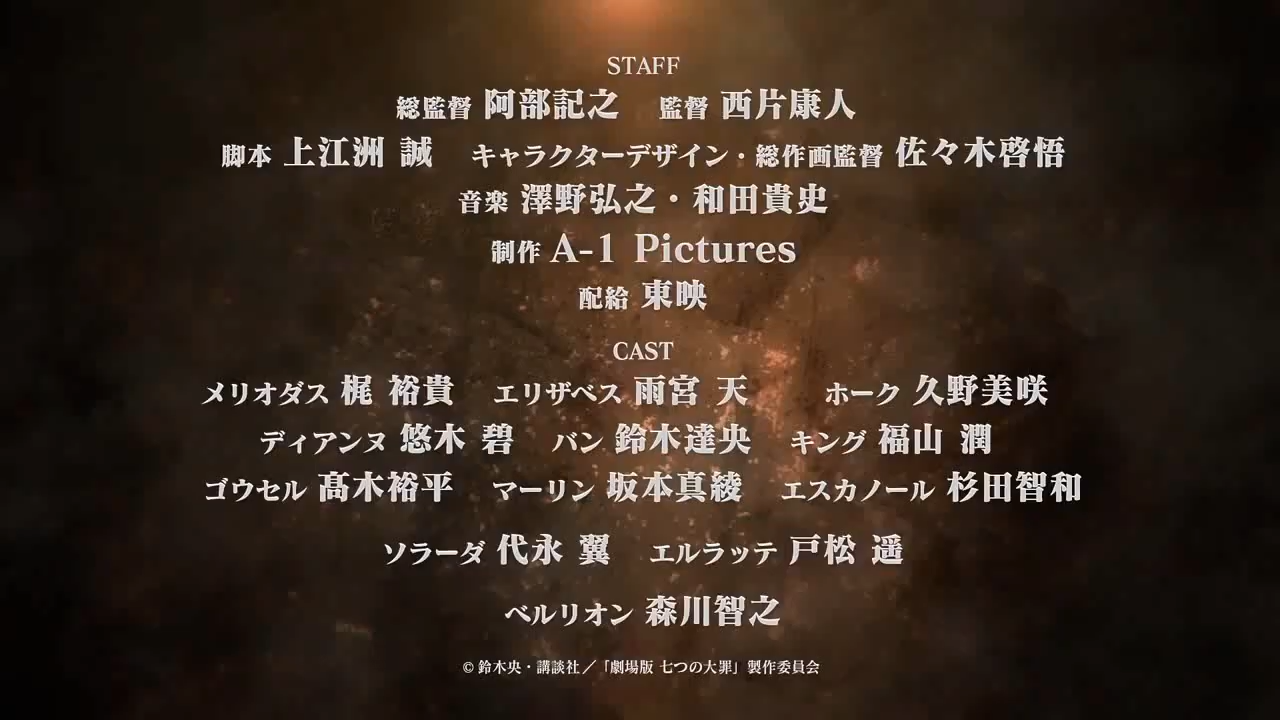 STAFF
総監督 阿部記之 監督 西片康人
脚本 上江洲 誠 キャラクターデザイン・総作画監督 佐々木啓悟
音楽 澤野弘之・和田貴史
制作 A-1 Pictures
配給 東映
CAST
メリオダス 梶 裕貴 エリザベス 雨宮 天 ホーク 久野美咲
ディアンヌ 悠木 碧 バン 鈴木達央 キング 福山 潤
ゴウセル 髙木裕平 マーリン 坂本真綾 エスカノール 杉田智和
ソラーダ 代永 翼 エルラッテ 戸松 遥
ベルリオン 森川智之
© 鈴木央・講談社／「劇場版 七つの大罪」製作委員会